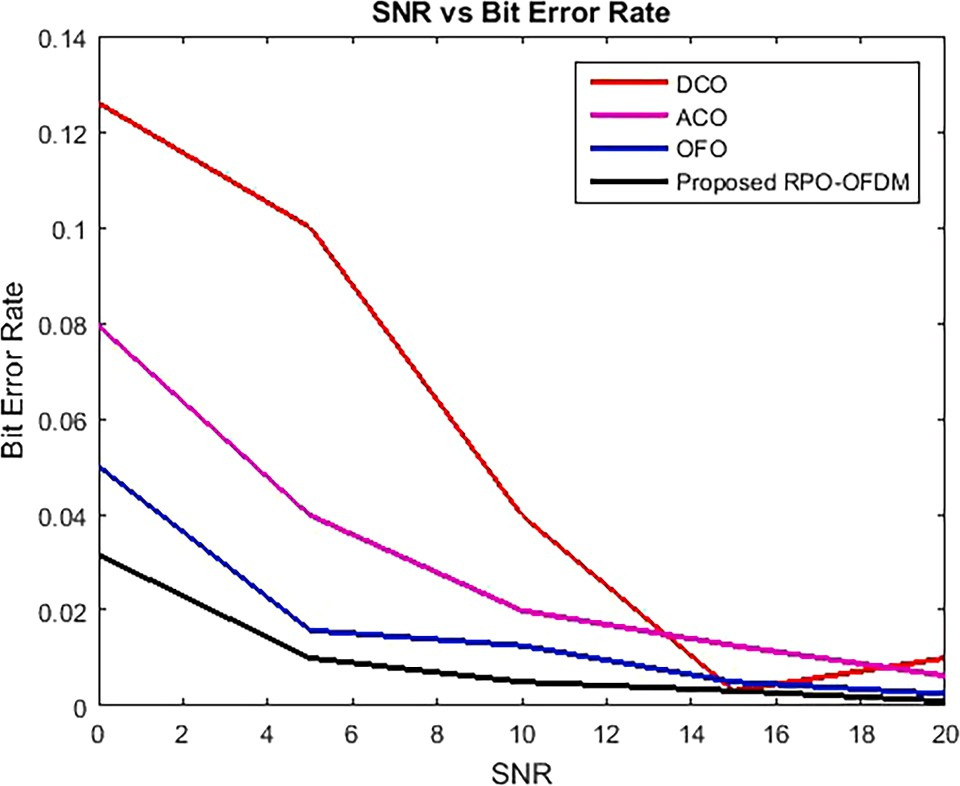 SNR vs Bit Error Rate
0.14
0.12
0.1
0.08
0.06
0.04
0.02
0
Bit Error Rate
DCO
ACO
OFO
Proposed RPO-OFDM
0 2 4 6 8 10 12 14 16 18 20
SNR